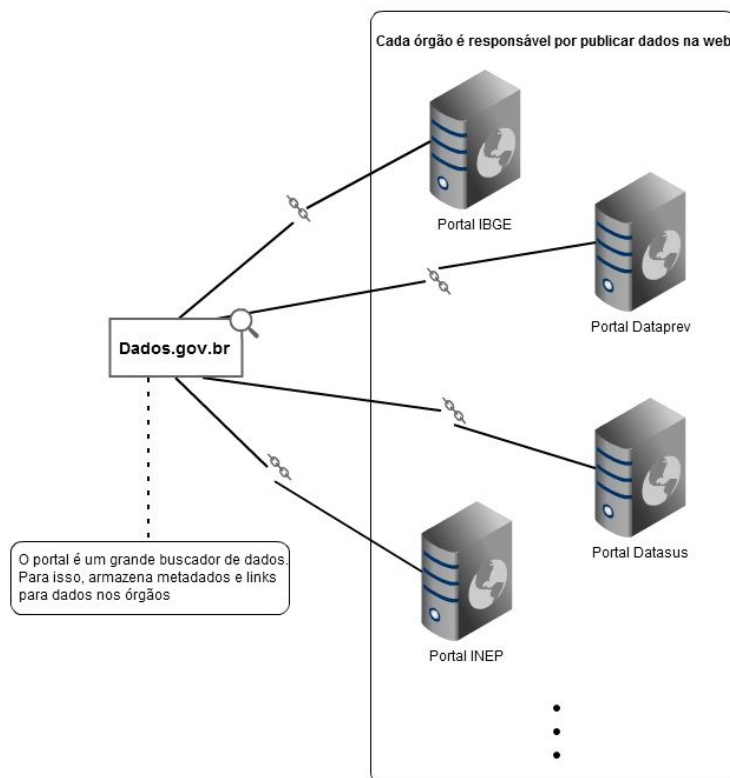 Cada órgão é responsável por publicar dados na web
Portal IBGE
Portal Dataprev
Dados.gov.br
Portal Datasus
O portal é um grande buscador de dados.
Para isso, armazena metadados e links
para dados nos órgãos
Portal INEP